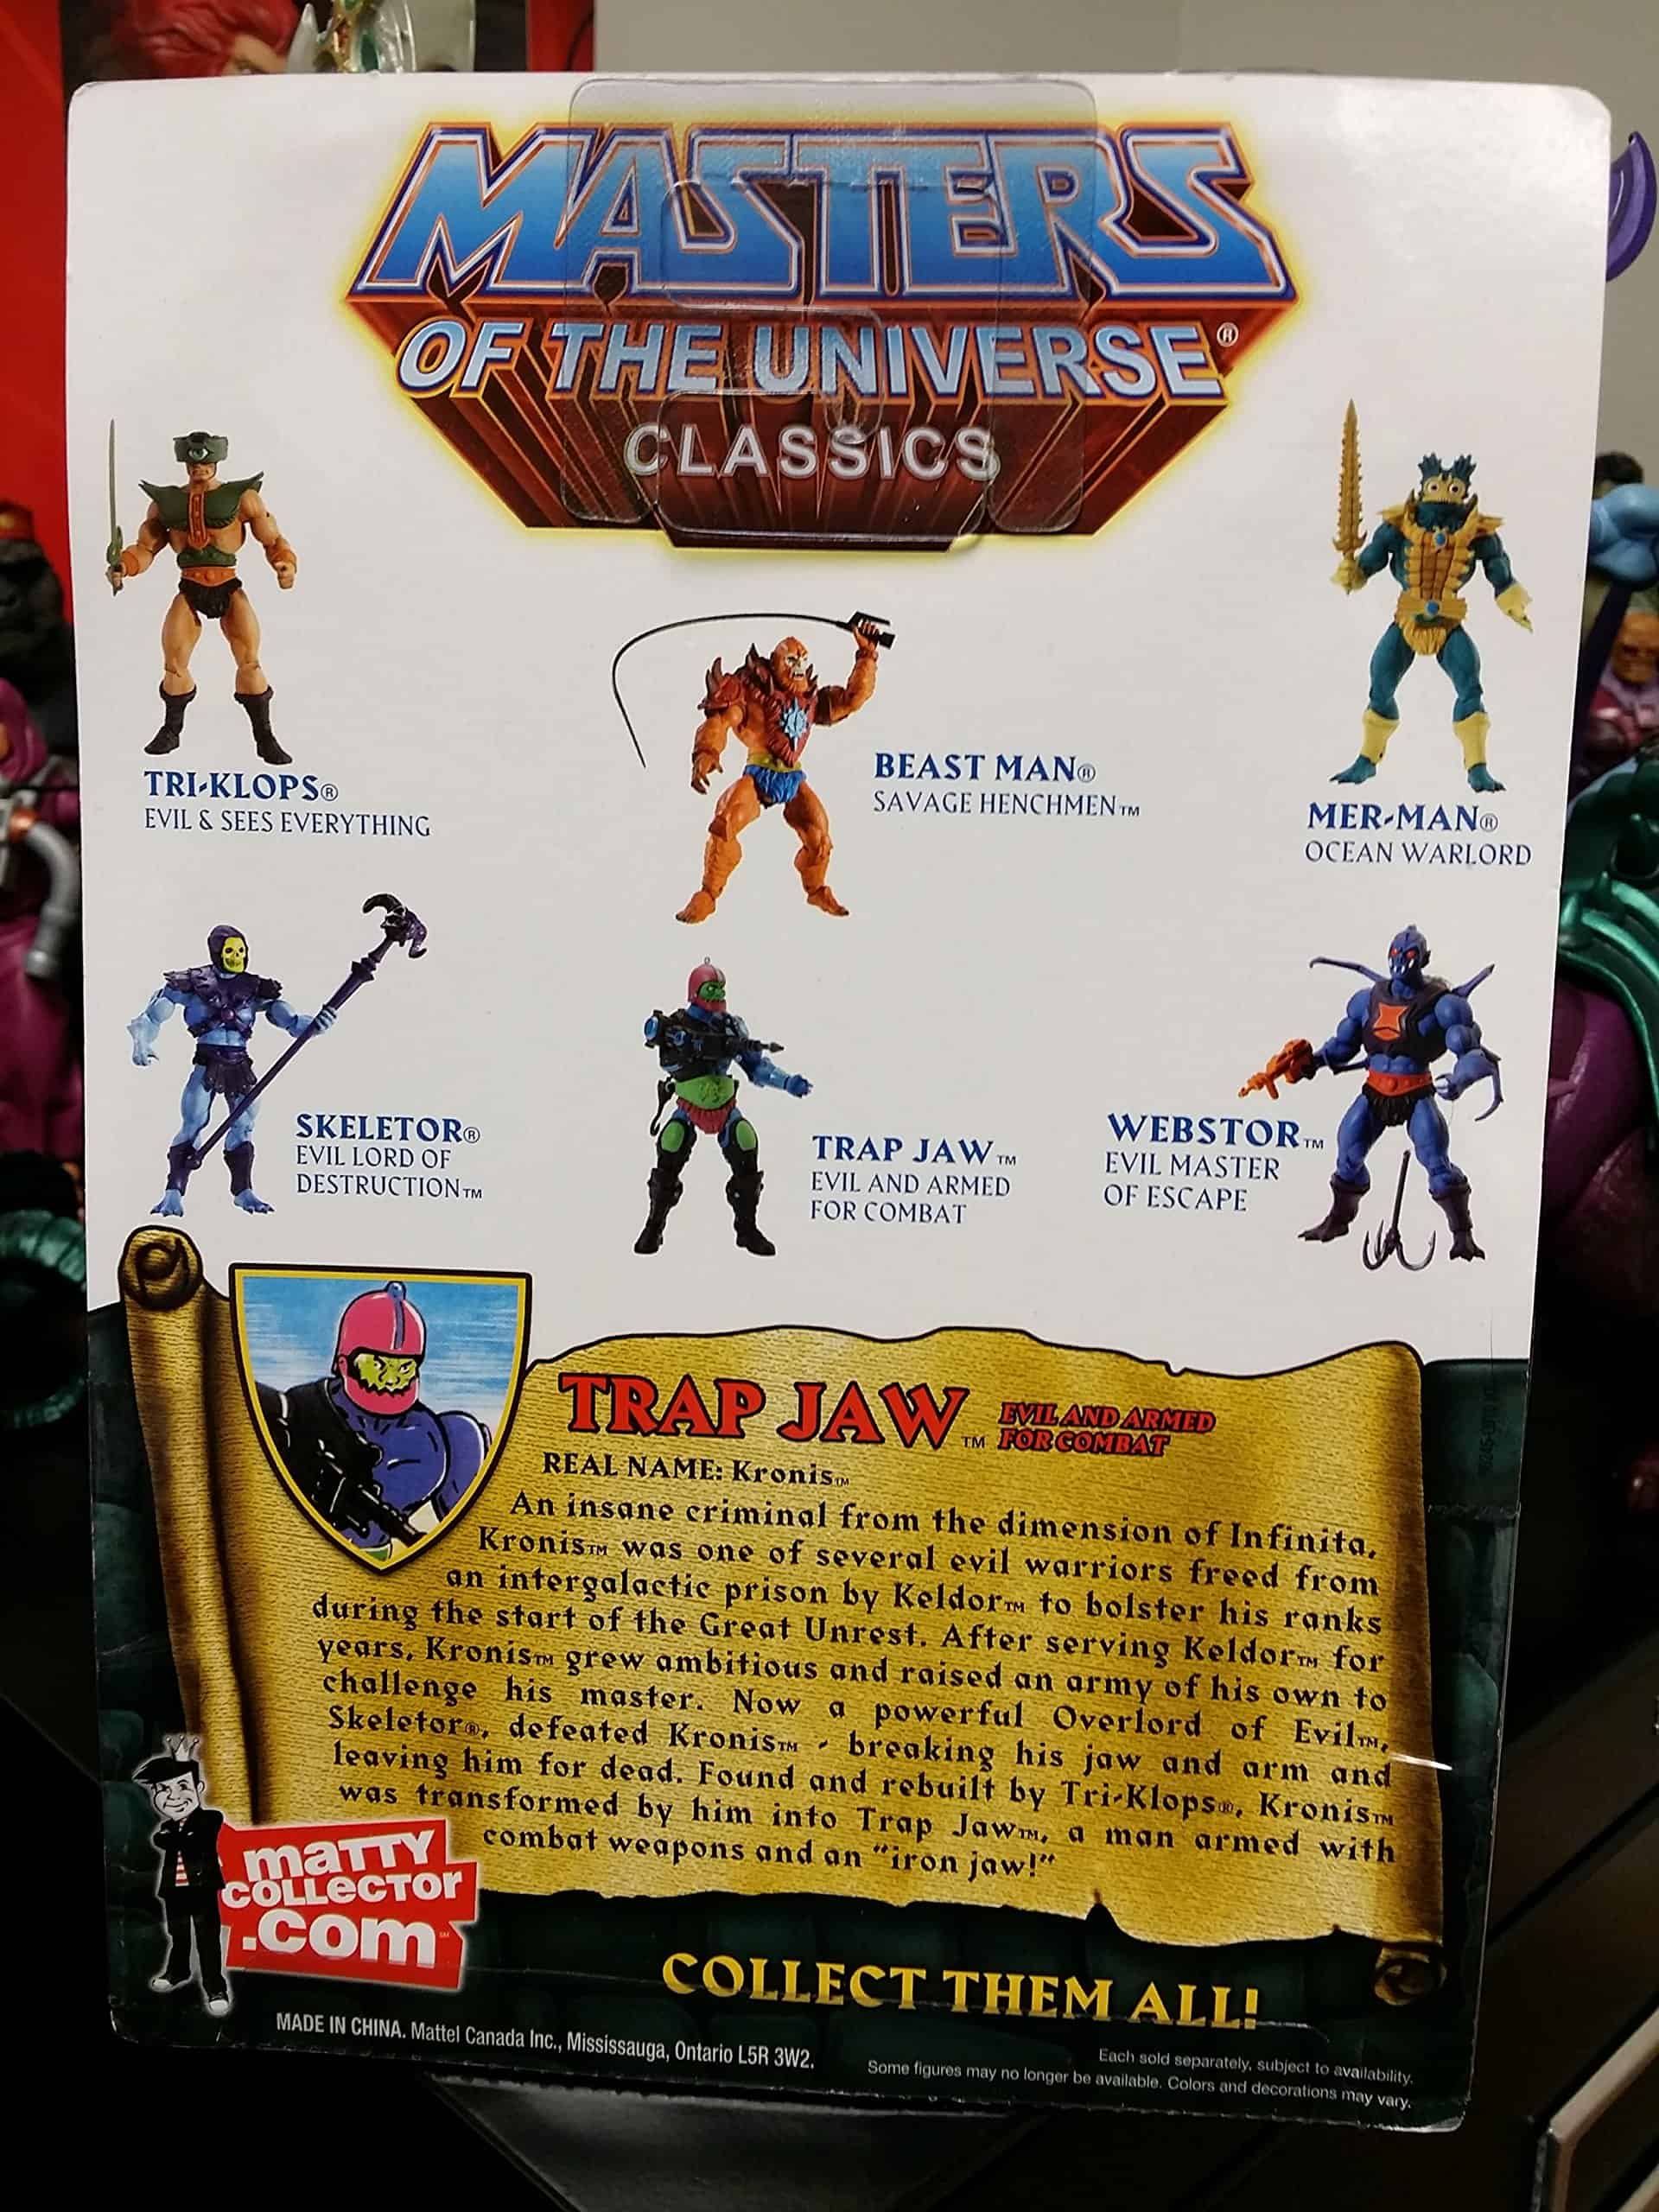 MASTERS
OF THE UNIVERSE®
CLASSICS
TRI-KLOPS®
EVIL & SEES EVERYTHING
BEAST MAN®
SAVAGE HENCHMEN™
MER-MAN®
OCEAN WARLORD
SKELETOR®
EVIL LORD OF
DESTRUCTION™
TRAP JAW™
EVIL AND ARMED
FOR COMBAT
WEBSTOR™
EVIL MASTER
OF ESCAPE
TRAP JAW™ EVIL AND ARMED
FOR COMBAT
REAL NAME: Kronis™
An insane criminal from the dimension of Infinita,
Kronis™ was one of several evil warriors freed from
an intergalactic prison by Keldor™ to bolster his ranks
during the start of the Great Unrest. After serving Keldor™ for
years, Kronis™ grew ambitious and raised an army of his own to
challenge his master. Now a powerful Overlord of Evil™,
Skeletor®, defeated Kronis™ - breaking his jaw and arm and
leaving him for dead. Found and rebuilt by Tri-Klops®, Kronis™
was transformed by him into Trap Jaw™, a man armed with
combat weapons and an "iron jaw!"
maTTY
COLLECTOr
.com℠
COLLECT THEM ALL!
MADE IN CHINA. Mattel Canada Inc., Mississauga, Ontario L5R 3W2.
Each sold separately, subject to availability.
Some figures may no longer be available. Colors and decorations may vary.